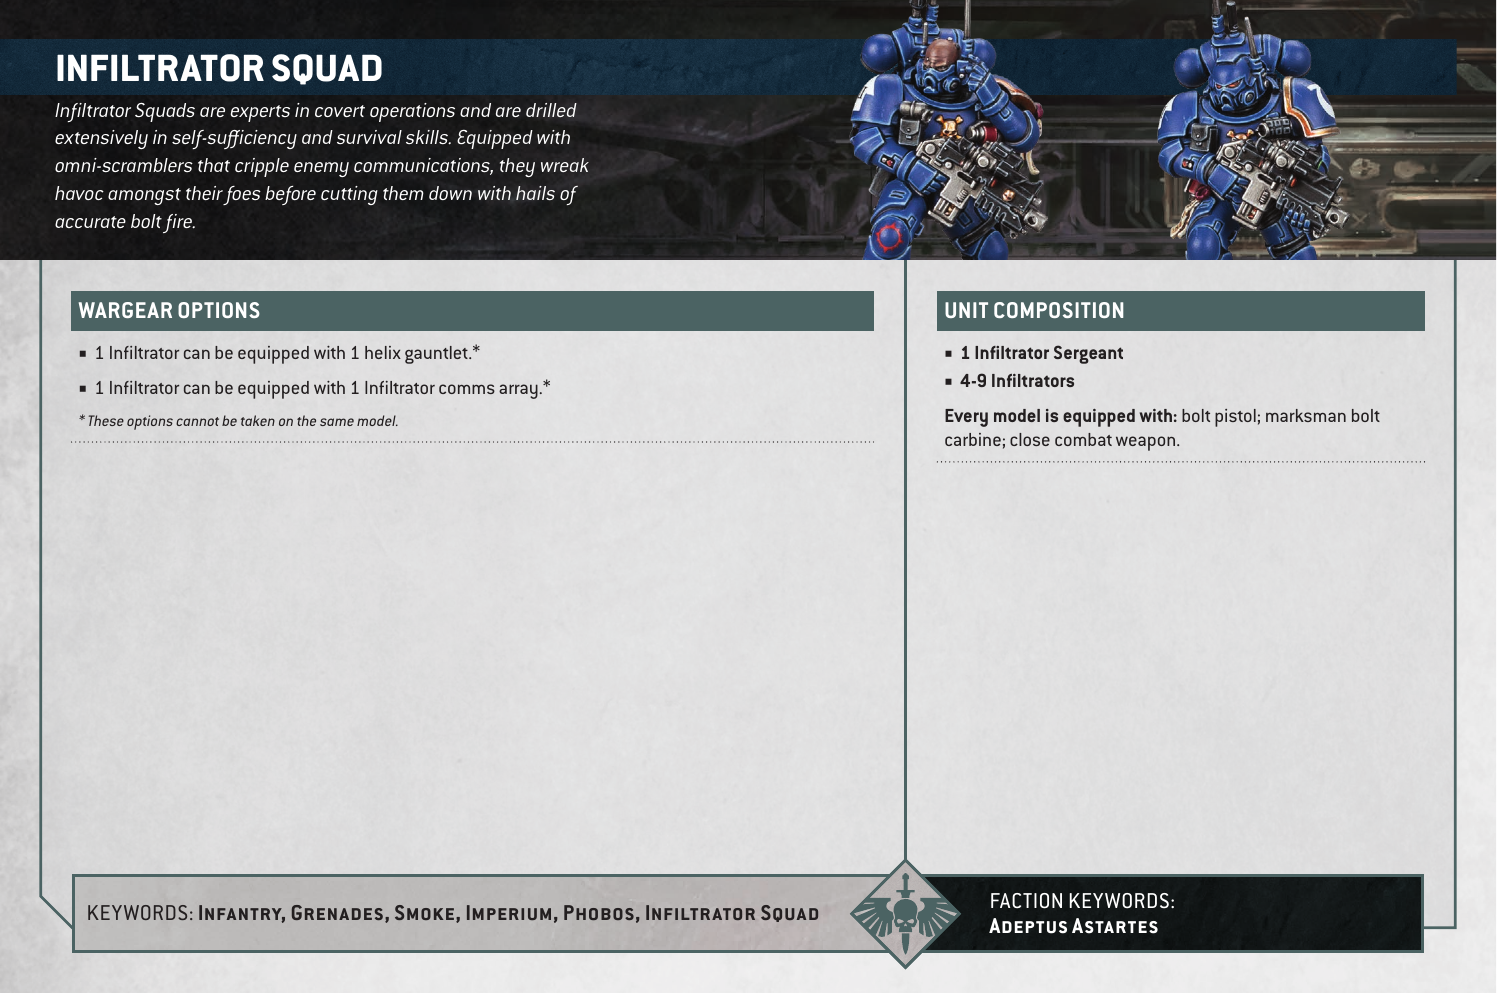 INFILTRATOR SQUAD
Infiltrator Squads are experts in covert operations and are drilled
extensively in self-sufficiency and survival skills. Equipped with
omni-scramblers that cripple enemy communications, they wreak
havoc amongst their foes before cutting them down with hails of
accurate bolt fire.
WARGEAR OPTIONS
▪ 1 Infiltrator can be equipped with 1 helix gauntlet.*
▪ 1 Infiltrator can be equipped with 1 Infiltrator comms array.*
* These options cannot be taken on the same model.
UNIT COMPOSITION
▪ 1 Infiltrator Sergeant
▪ 4-9 Infiltrators
Every model is equipped with: bolt pistol; marksman bolt
carbine; close combat weapon.
KEYWORDS: Infantry, Grenades, Smoke, Imperium, Phobos, Infiltrator Squad
FACTION KEYWORDS:
Adeptus Astartes